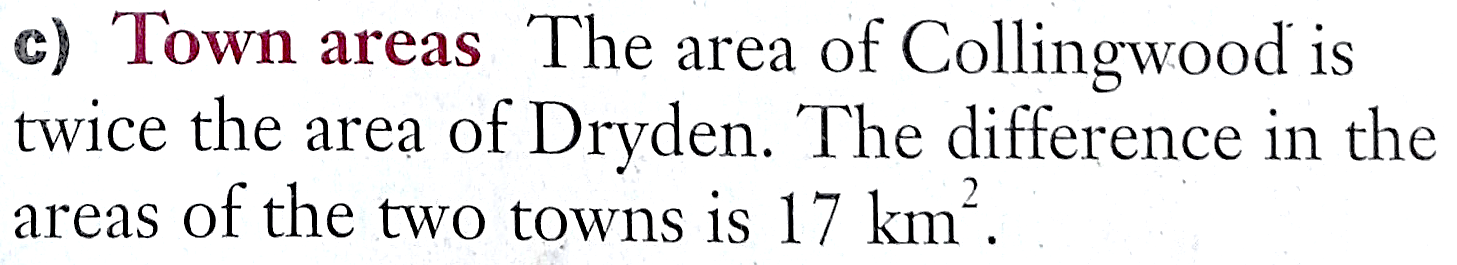 c) Town areas The area of Collingwood is
twice the area of Dryden. The difference in the
areas of the two towns is 17 km².